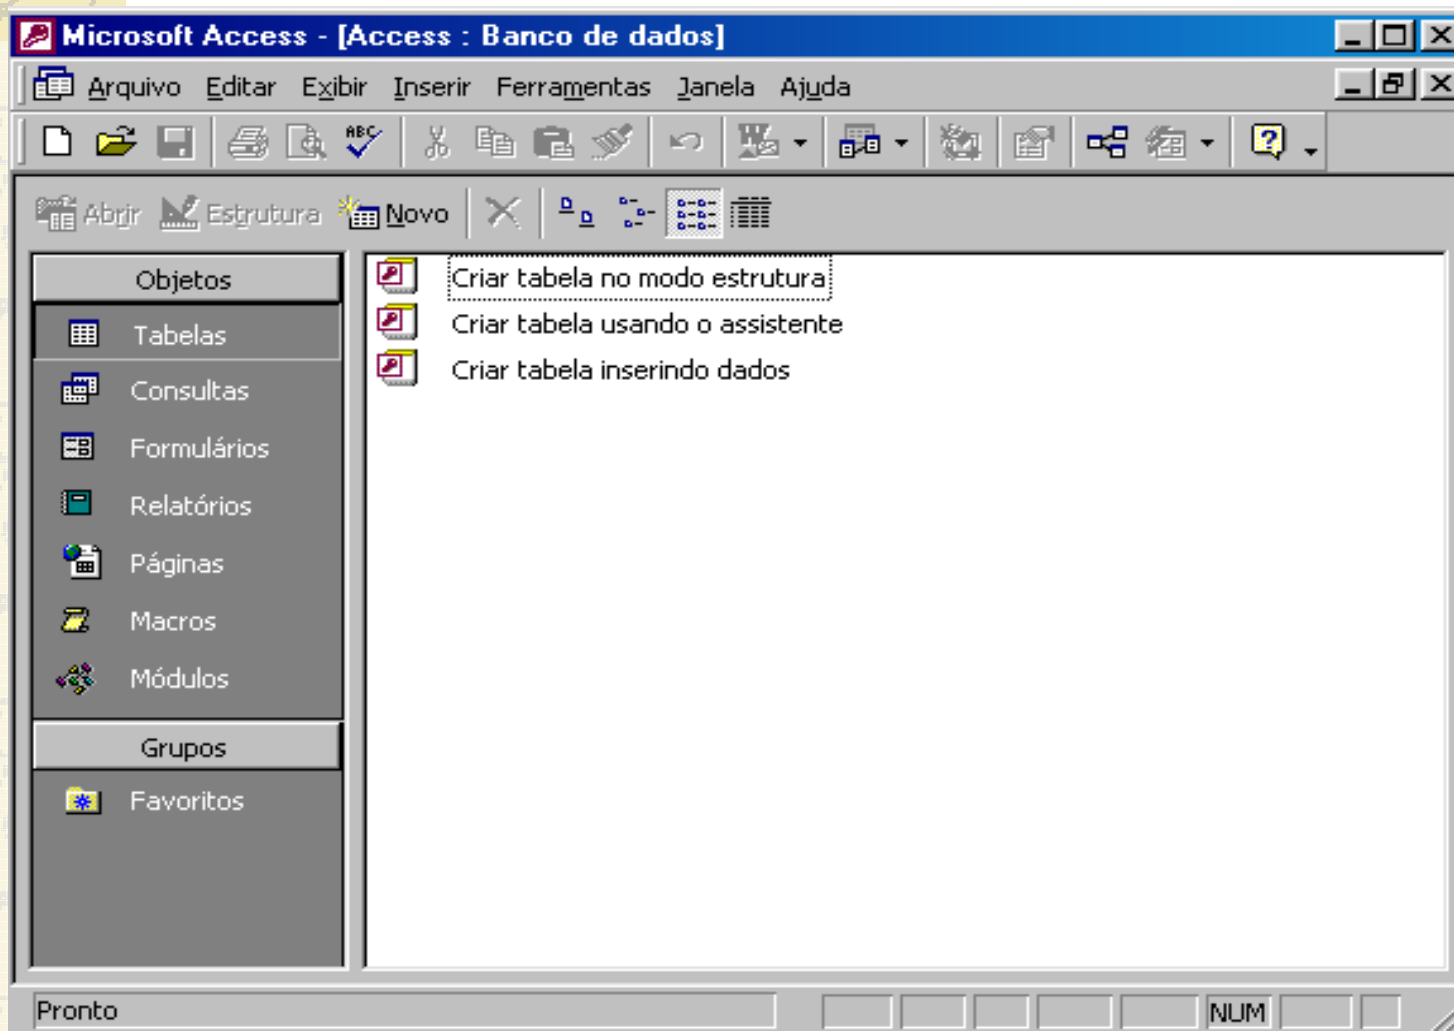 Microsoft Access - [Access : Banco de dados]
Arquivo Editar Exibir Inserir Ferramentas Janela Ajuda
ABC
Abrir Estrutura Novo
Objetos
Tabelas
Consultas
Formulários
Relatórios
Páginas
Macros
Módulos
Grupos
Favoritos
Criar tabela no modo estrutura
Criar tabela usando o assistente
Criar tabela inserindo dados
Pronto
NUM